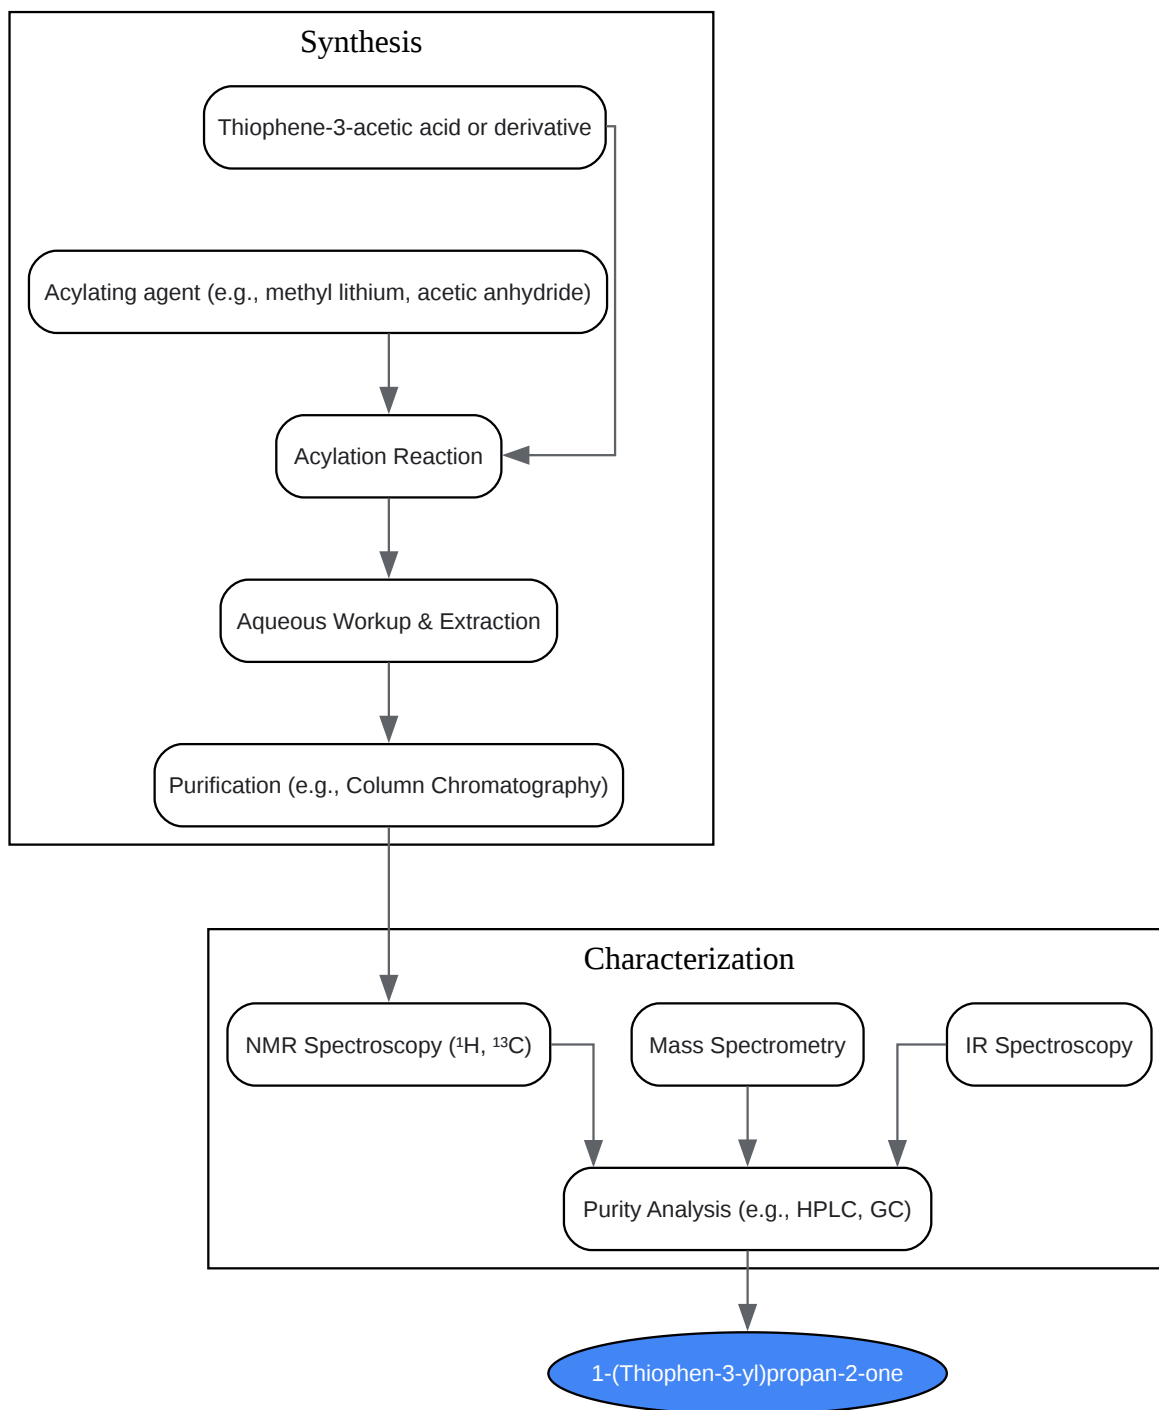 Synthesis
Thiophene-3-acetic acid or derivative
Acylating agent (e.g., methyl lithium, acetic anhydride)
Acylation Reaction
Aqueous Workup & Extraction
Purification (e.g., Column Chromatography)
Characterization
NMR Spectroscopy (¹H, ¹³C)
Mass Spectrometry
IR Spectroscopy
Purity Analysis (e.g., HPLC, GC)
1-(Thiophen-3-yl)propan-2-one